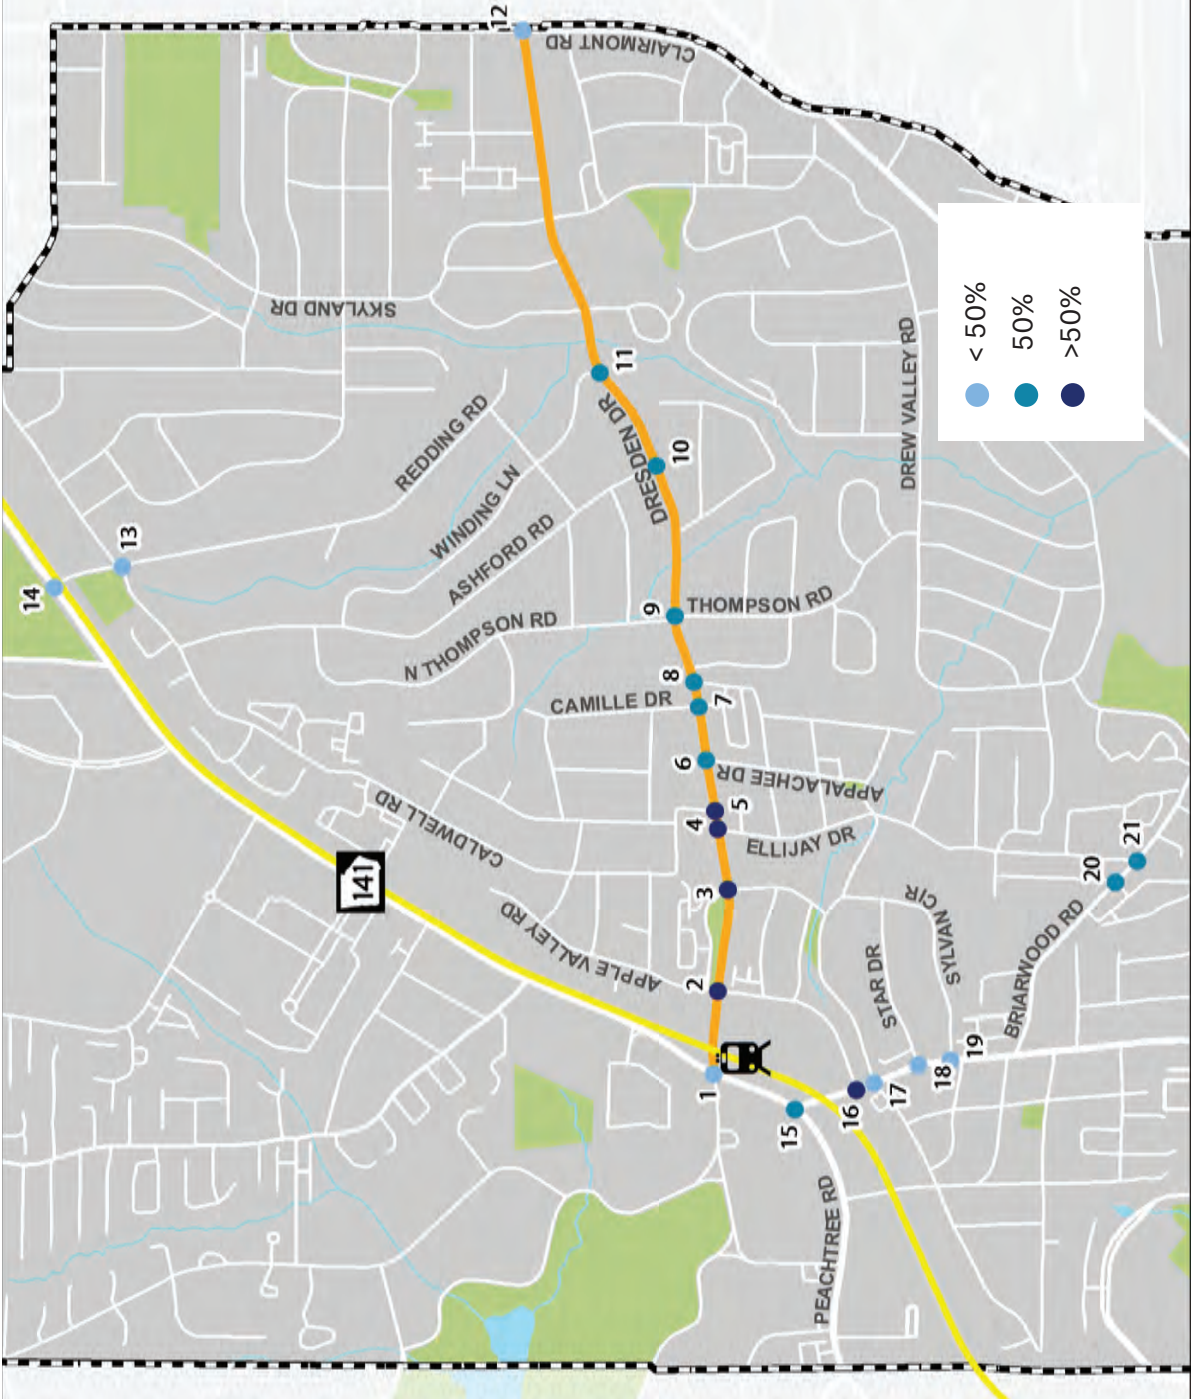 12
CLAIRMONT RD
SKYLAND DR
11
DRESDEN DR
10
REDDING RD
WINDING LN
ASHFORD RD
N THOMPSON RD
13
14
9
THOMPSON RD
DREW VALLEY RD
< 50%
50%
>50%
8
7
CAMILLE DR
6
APPALACHEE DR
5
4
ELLIJAY DR
3
CALDWELL RD
141
APPLE VALLEY RD
2
1
15
16
17
18
19
STAR DR
SYLVAN CIR
BRIARWOOD RD
20
21
PEACHTREE RD